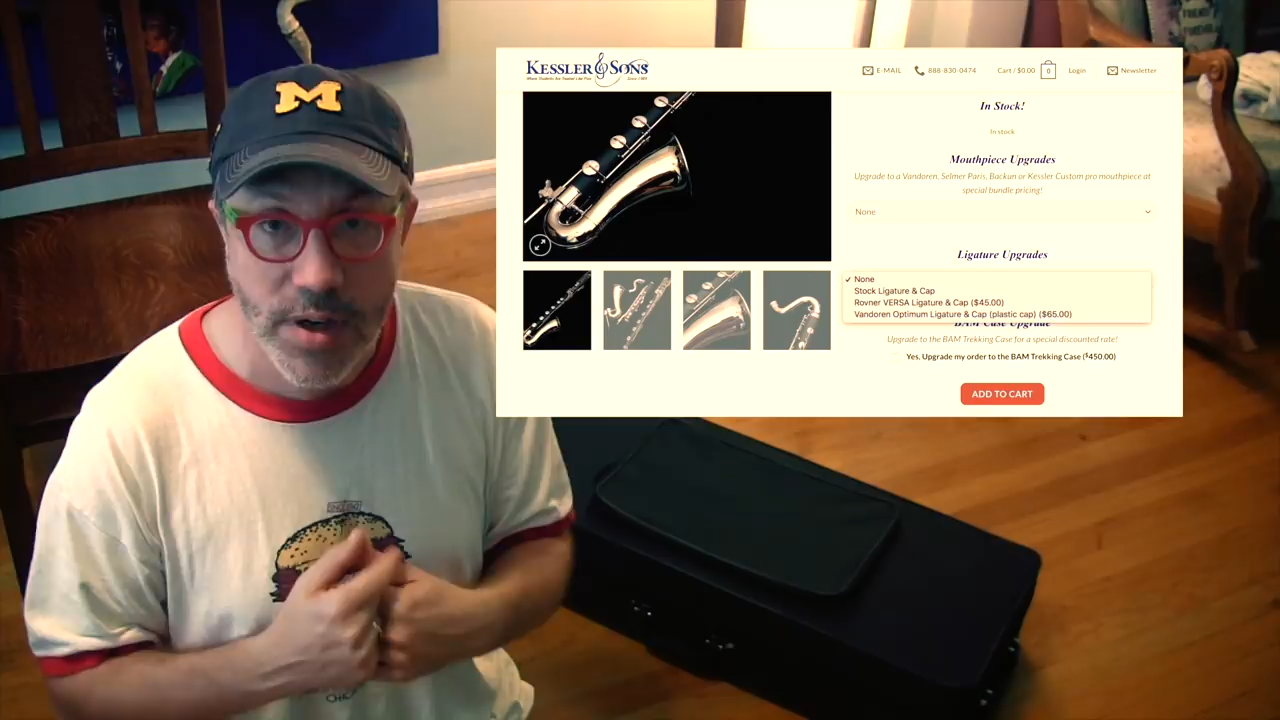 M
KESSLER & SONS
E-MAIL
888-830-0474
Cart / $0.00
0
Login
Newsletter
In Stock!
In stock
Mouthpiece Upgrades
Upgrade to a Vandoren, Selmer Paris, Backun or Kessler Custom pro mouthpiece at
special bundle pricing!
None
Ligature Upgrades
✓ None
Stock Ligature & Cap
Rovner VERSA Ligature & Cap ($45.00)
Vandoren Optimum Ligature & Cap (plastic cap) ($65.00)
BAM Case Upgrade
Upgrade to the BAM Trekking Case for a special discounted rate!
Yes, Upgrade my order to the BAM Trekking Case ($450.00)
ADD TO CART